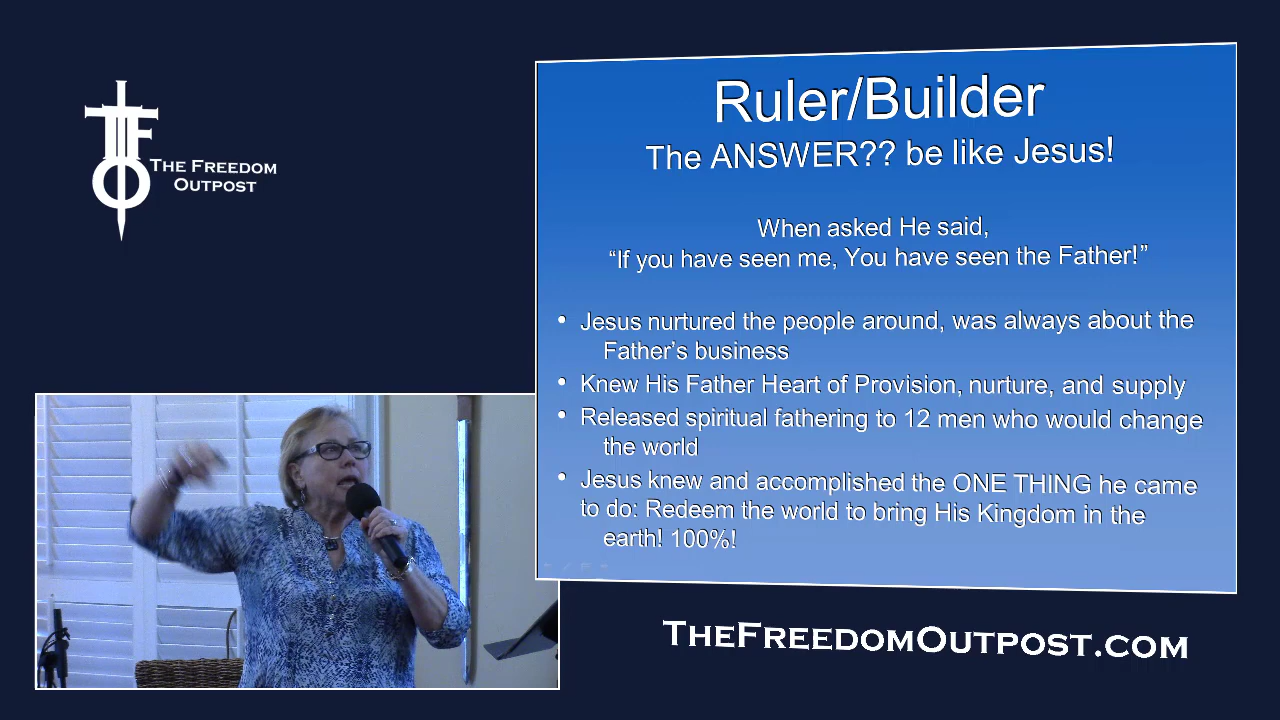 TFO
THE FREEDOM
OUTPOST
Ruler/Builder
The ANSWER?? be like Jesus!
When asked He said,
“If you have seen me, You have seen the Father!”
• Jesus nurtured the people around, was always about the
Father’s business
• Knew His Father Heart of Provision, nurture, and supply
• Released spiritual fathering to 12 men who would change
the world
• Jesus knew and accomplished the ONE THING he came
to do: Redeem the world to bring His Kingdom in the
earth! 100%!
THEFREEDOMOUTPOST.COM